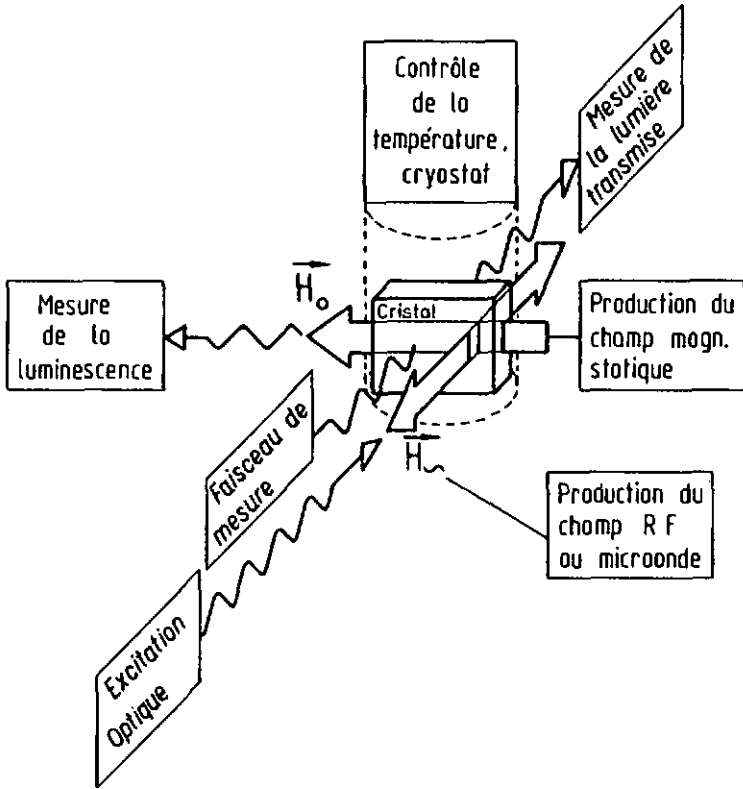 Contrôle
de la
température,
cryostat
Mesure de
la lumière
transmise
H₀
Cristal
Mesure
de la
luminescence
Production du
champ magn.
statique
Faisceau de
mesure
H~
Production du
champ RF
ou microonde
Excitation
Optique